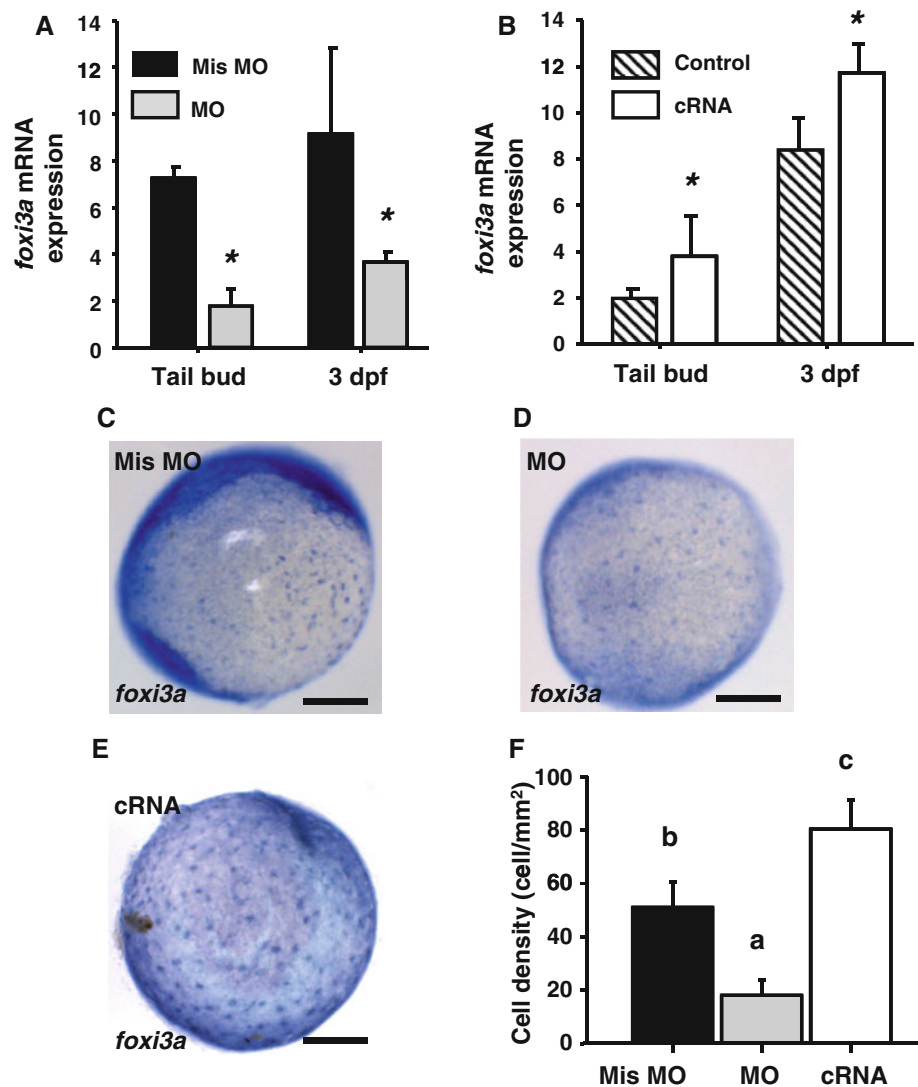 A
14
12
10
8
6
4
2
0
foxi3a mRNA
expression
Mis MO
MO
*
*
Tail bud
3 dpf
B
14
12
10
8
6
4
2
0
foxi3a mRNA
expression
Control
cRNA
*
*
Tail bud
3 dpf
C
Mis MO
foxi3a
D
MO
foxi3a
E
cRNA
foxi3a
F
100
80
60
40
20
0
Cell density (cell/mm²)
b
a
c
Mis MO
MO
cRNA